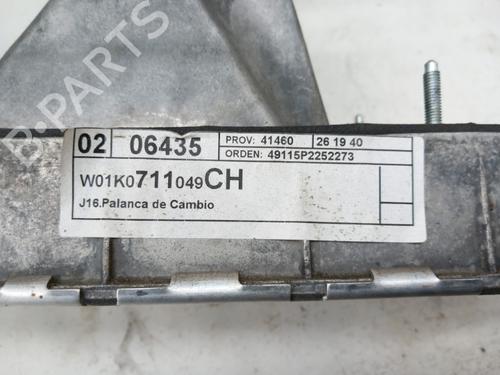 B-Parts
02 06435 PROV: 41460 26 19 40
ORDEN: 49115P2252273
W01K0711049CH
J16.Palanca de Cambio